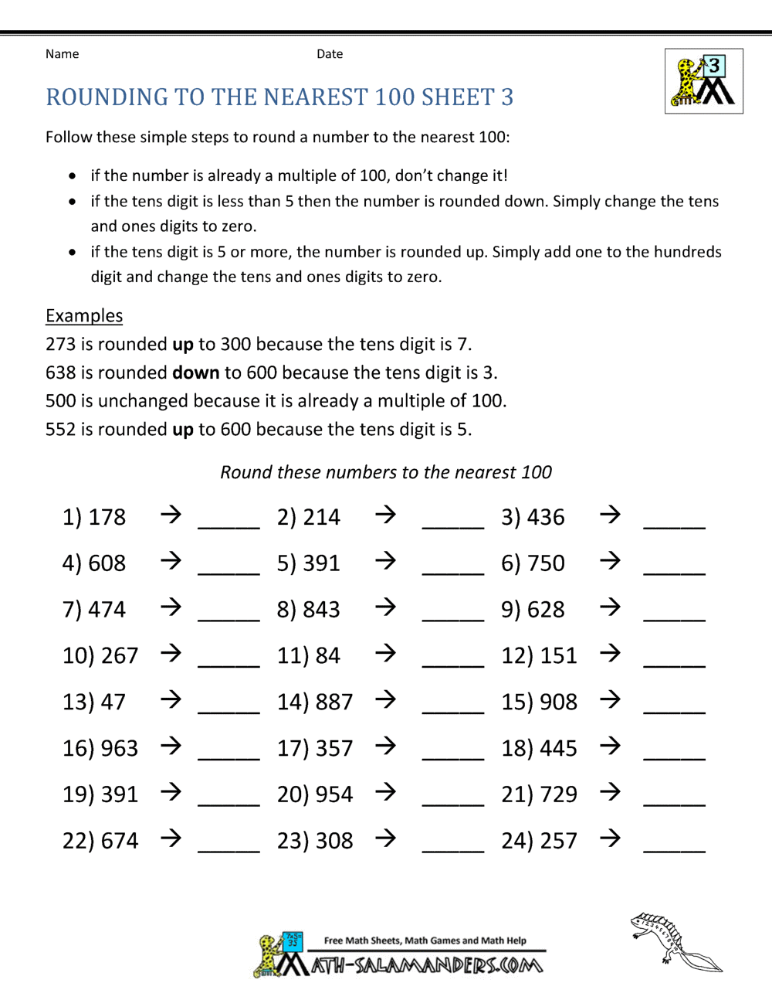 Name Date
3
ROUNDING TO THE NEAREST 100 SHEET 3
Follow these simple steps to round a number to the nearest 100:
• if the number is already a multiple of 100, don’t change it!
• if the tens digit is less than 5 then the number is rounded down. Simply change the tens
and ones digits to zero.
• if the tens digit is 5 or more, the number is rounded up. Simply add one to the hundreds
digit and change the tens and ones digits to zero.
Examples
273 is rounded up to 300 because the tens digit is 7.
638 is rounded down to 600 because the tens digit is 3.
500 is unchanged because it is already a multiple of 100.
552 is rounded up to 600 because the tens digit is 5.
Round these numbers to the nearest 100
1) 178 → _____ 2) 214 → _____ 3) 436 → _____
4) 608 → _____ 5) 391 → _____ 6) 750 → _____
7) 474 → _____ 8) 843 → _____ 9) 628 → _____
10) 267 → _____ 11) 84 → _____ 12) 151 → _____
13) 47 → _____ 14) 887 → _____ 15) 908 → _____
16) 963 → _____ 17) 357 → _____ 18) 445 → _____
19) 391 → _____ 20) 954 → _____ 21) 729 → _____
22) 674 → _____ 23) 308 → _____ 24) 257 → _____
7x5=
35
Free Math Sheets, Math Games and Math Help
MATH-SALAMANDERS.COM